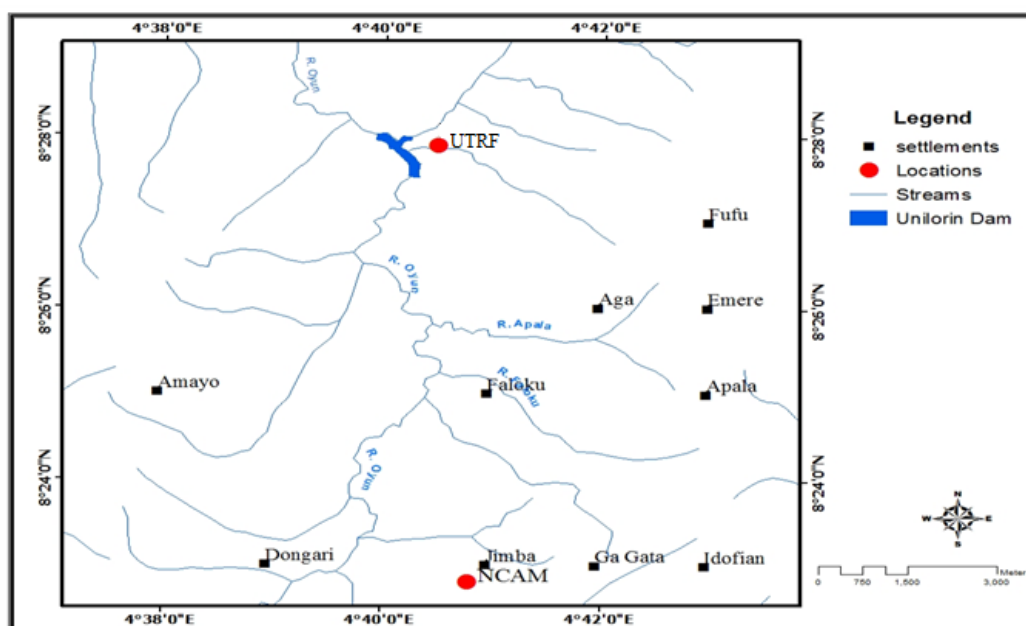 4°38'0"E 4°40'0"E 4°42'0"E
R. Oyun
8°28'0"N
UTRF
8°28'0"N
Legend
settlements
Locations
Streams
Unilorin Dam
Fufu
R. Oyun
8°26'0"N
Aga
Emere
8°26'0"N
R. Apala
Amayo
Faloku
R. Faloku
Apala
8°24'0"N
R. Oyun
8°24'0"N
N
W E
S
Dongari
Jimba
Ga Gata
Idofian
NCAM
0 750 1,500 3,000
Meter
4°38'0"E 4°40'0"E 4°42'0"E